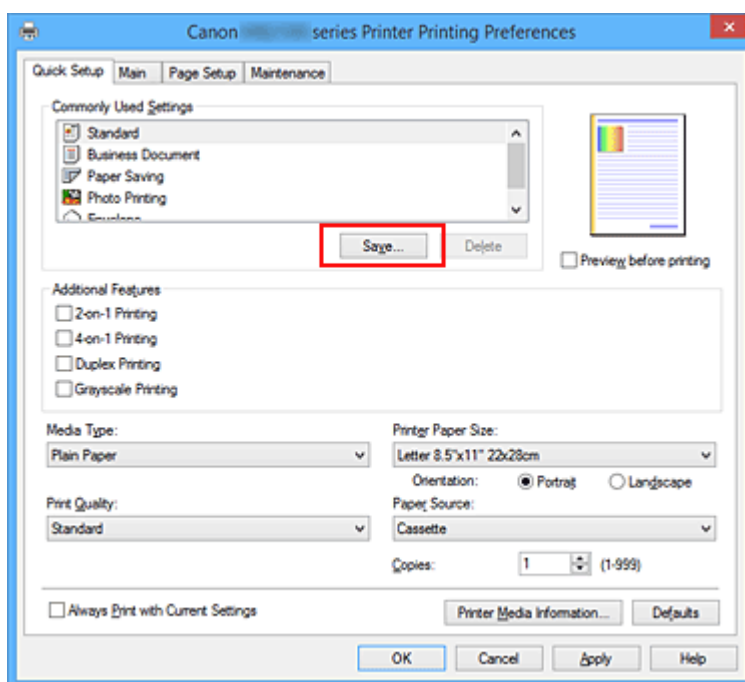 Canon series Printer Printing Preferences
Quick Setup Main Page Setup Maintenance
Commonly Used Settings
Standard
Business Document
Paper Saving
Photo Printing
Envelope
Save... Delete
Preview before printing
Additional Features
2-on-1 Printing
4-on-1 Printing
Duplex Printing
Grayscale Printing
Media Type: Printer Paper Size:
Plain Paper Letter 8.5"x11" 22x28cm
Orientation: Portrait Landscape
Print Quality: Paper Source:
Standard Cassette
Copies: 1 (1-999)
Always Print with Current Settings Printer Media Information... Defaults
OK Cancel Apply Help